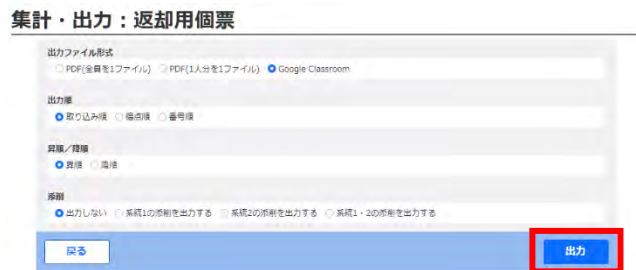 集計・出力：返却用個票
出力ファイル形式
PDF(全員を1ファイル) PDF(1人分を1ファイル) Google Classroom
出力順
取り込み順 得点順 番号順
昇順／降順
昇順 降順
添削
出力しない 系統1の添削を出力する 系統2の添削を出力する 系統1・2の添削を出力する
戻る 出力